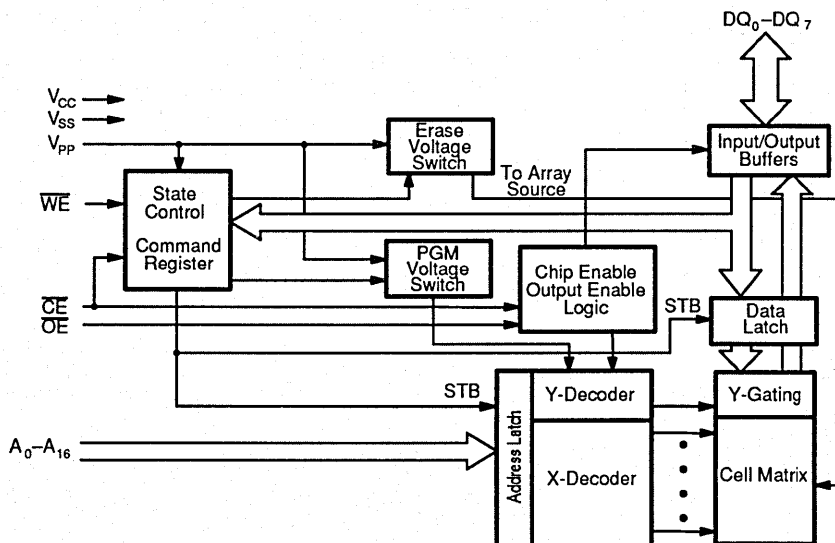 DQ0–DQ7
VCC
VSS
VPP
Erase
Voltage
Switch
Input/Output
Buffers
To Array
Source
State
Control
Command
Register
WE
PGM
Voltage
Switch
Chip Enable
Output Enable
Logic
CE
OE
STB
Data
Latch
STB
Address Latch
Y-Decoder
Y-Gating
A0–A16
X-Decoder
Cell Matrix